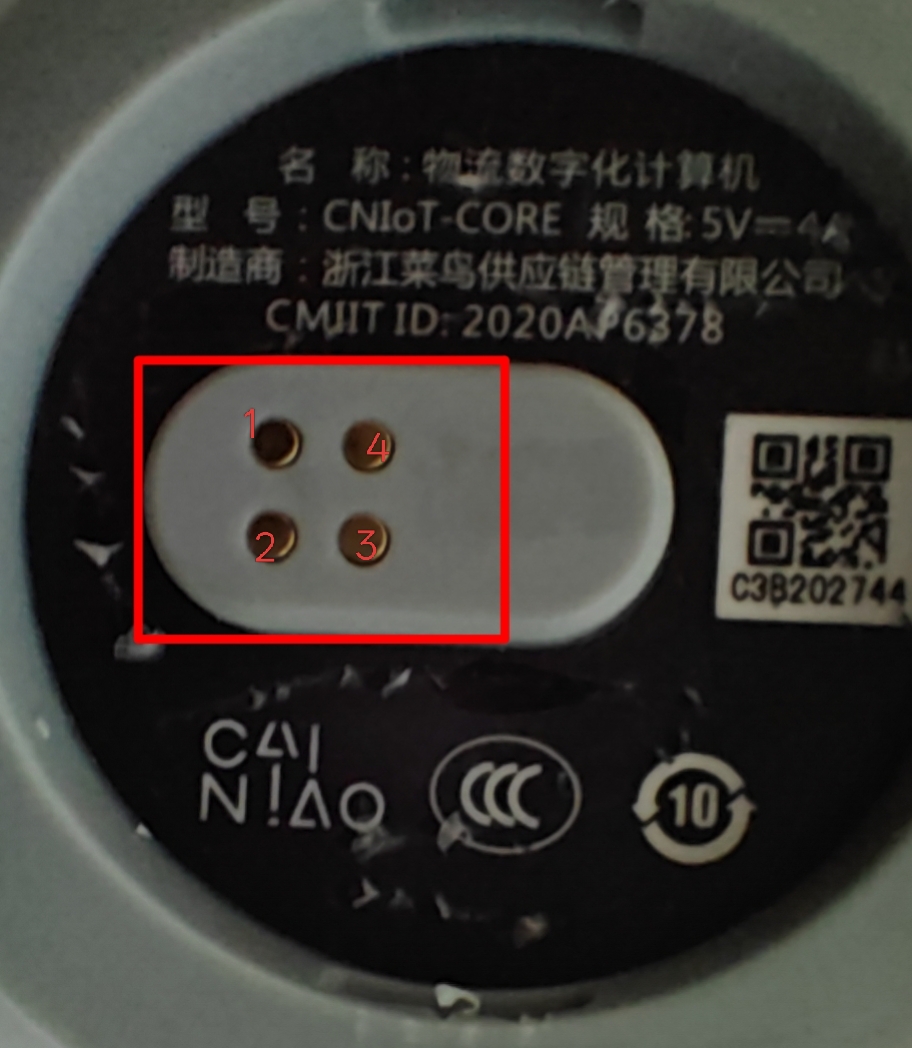 名 称：物流数字化计算机
型 号：CNIoT-CORE 规 格：5V⎓4A
制造商：浙江菜鸟供应链管理有限公司
CMIIT ID: 2020AP6378
1 4
2 3
C3B202744
CAI
NIAO
CCC
10